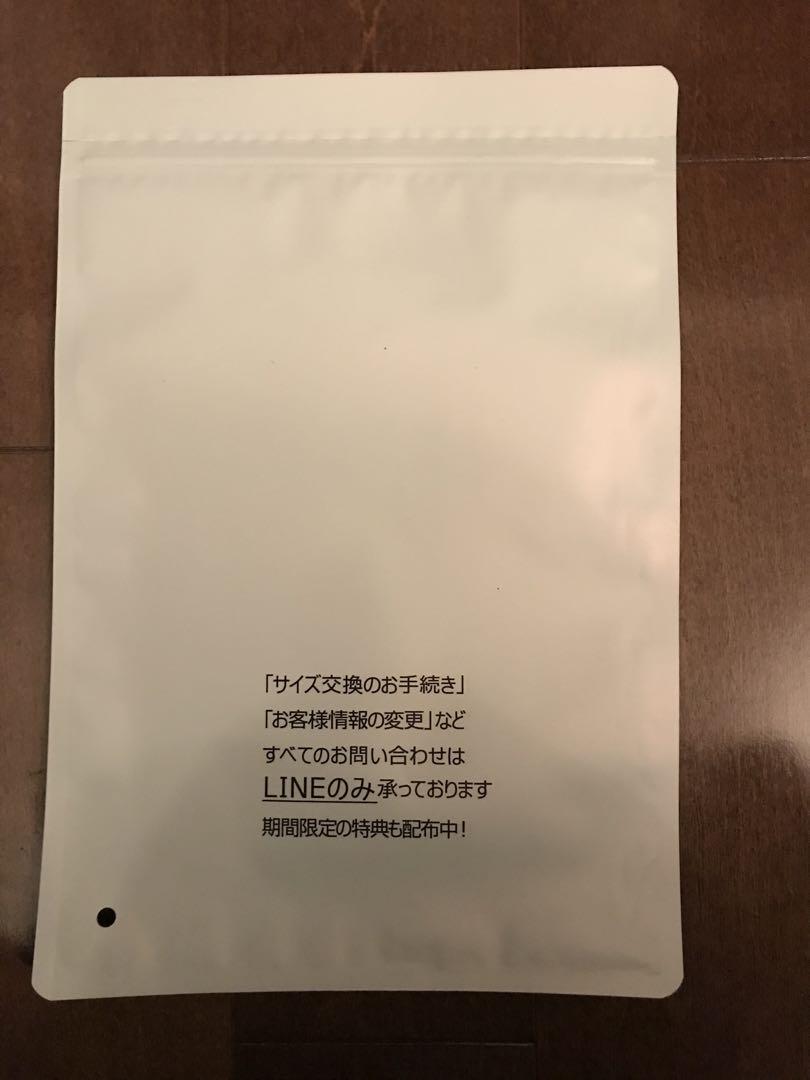 「サイズ交換のお手続き」
「お客様情報の変更」など
すべてのお問い合わせは
LINEのみ承っております
期間限定の特典も配布中!